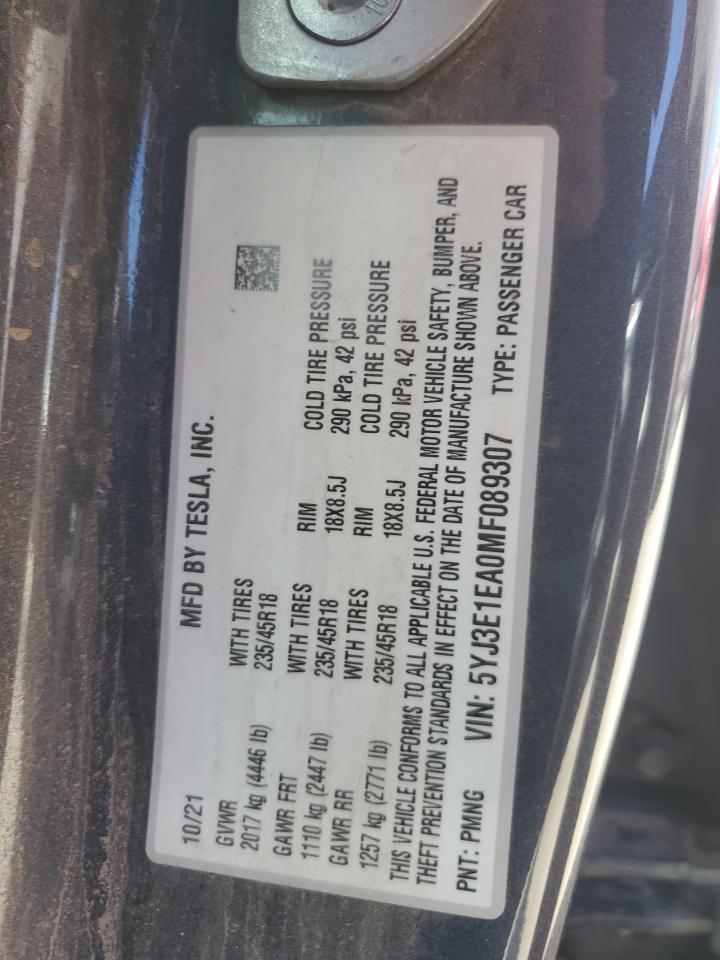 10/21 MFD BY TESLA, INC.
GVWR WITH TIRES
2017 kg (4446 lb) 235/45R18
GAWR FRT WITH TIRES RIM COLD TIRE PRESSURE
1110 kg (2447 lb) 235/45R18 18X8.5J 290 kPa, 42 psi
GAWR RR WITH TIRES RIM COLD TIRE PRESSURE
1257 kg (2771 lb) 235/45R18 18X8.5J 290 kPa, 42 psi
THIS VEHICLE CONFORMS TO ALL APPLICABLE U.S. FEDERAL MOTOR VEHICLE SAFETY, BUMPER, AND
THEFT PREVENTION STANDARDS IN EFFECT ON THE DATE OF MANUFACTURE SHOWN ABOVE.
PNT: PMNG VIN: 5YJ3E1EA0MF089307 TYPE: PASSENGER CAR